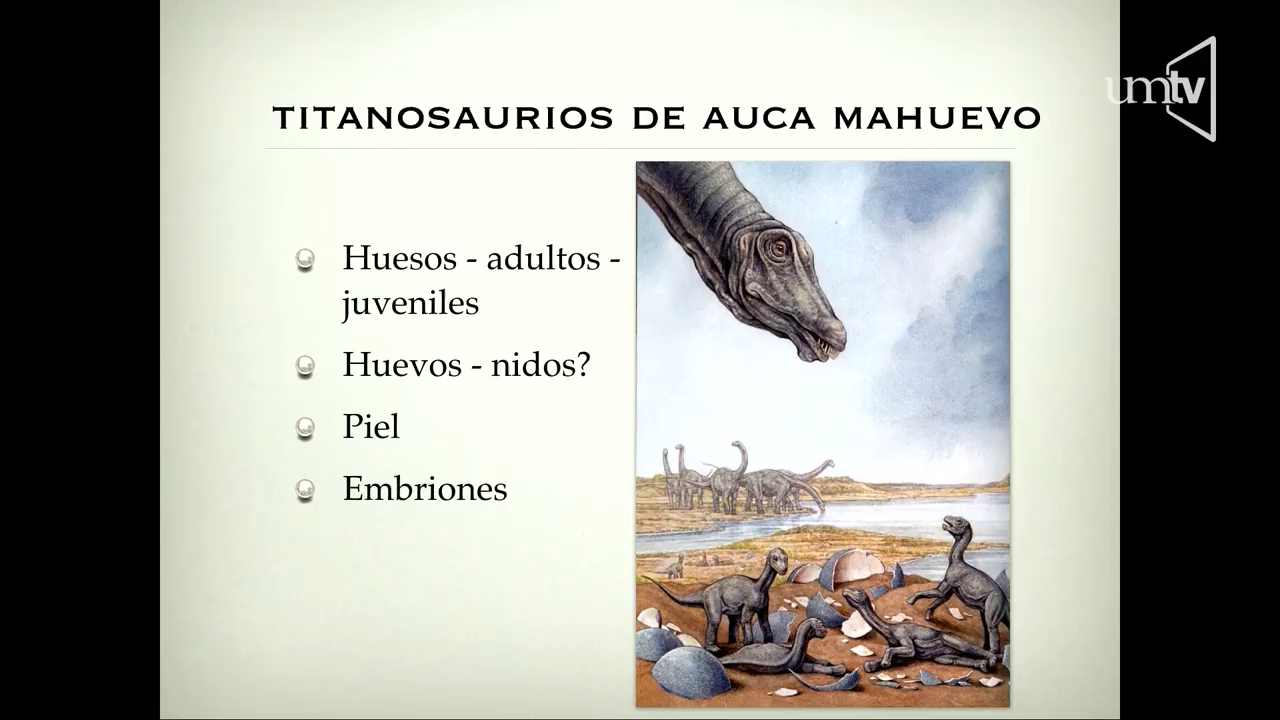 umtv
TITANOSAURIOS DE AUCA MAHUEVO
Huesos - adultos -
juveniles
Huevos - nidos?
Piel
Embriones